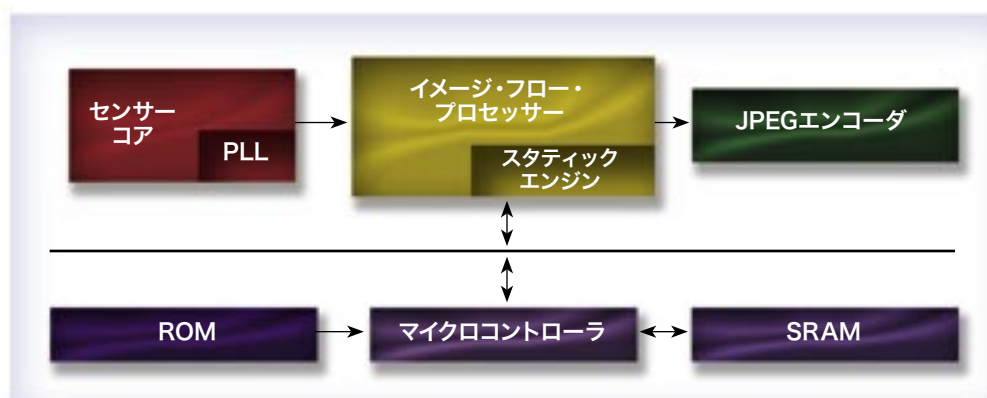 センサー
コア
PLL
イメージ・フロー・
プロセッサー
スタティック
エンジン
JPEGエンコーダ
ROM
マイクロコントローラ
SRAM